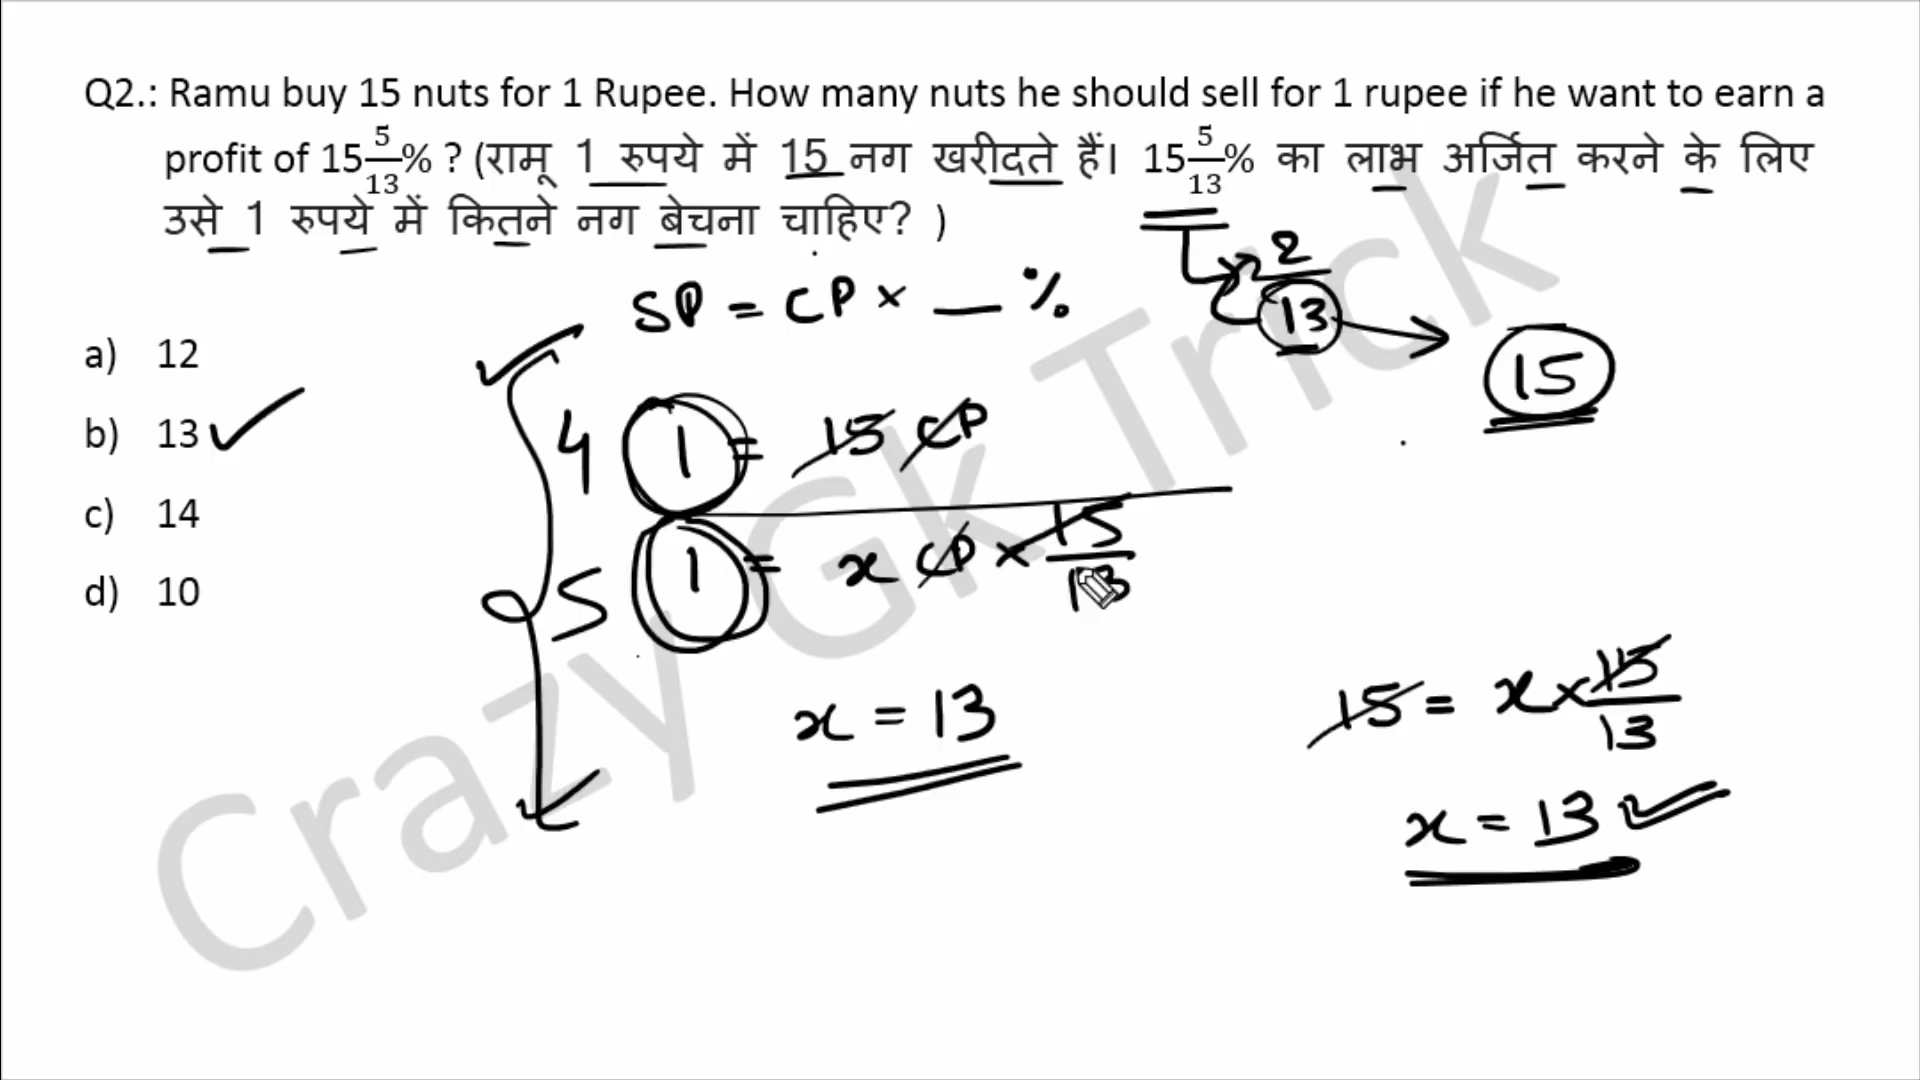 Q2.: Ramu buy 15 nuts for 1 Rupee. How many nuts he should sell for 1 rupee if he want to earn a
profit of 15 5/13% ? (रामू 1 रुपये में 15 नग खरीदते हैं। 15 5/13% का लाभ अर्जित करने के लिए
उसे 1 रुपये में कितने नग बेचना चाहिए? )
2/13 → 15
SP = CP × __ %
a) 12
b) 13
c) 14
d) 10
4 1 = 15 CP
5 1 = x CP × 15/13
x = 13
15 = x × 15/13
x = 13
Crazy Gk Trick